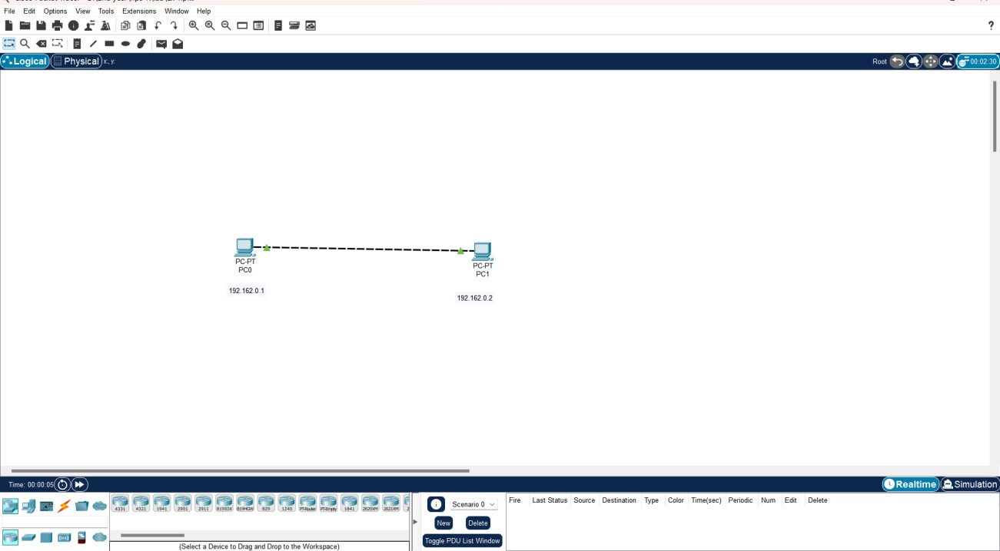 File Edit Options View Tools Extensions Window Help
?
Logical Physical x:, y:
Root 00:02:30
PC-PT
PC0
192.162.0.1
PC-PT
PC1
192.162.0.2
Time: 00:00:05
Realtime Simulation
4331 4321 1941 2901 2911 819IOX 819HGW 829 1240 PT-Router PT-Empty 1841 2620XM 2621XM 2
(Select a Device to Drag and Drop to the Workspace)
Scenario 0
New Delete
Toggle PDU List Window
Fire Last Status Source Destination Type Color Time(sec) Periodic Num Edit Delete